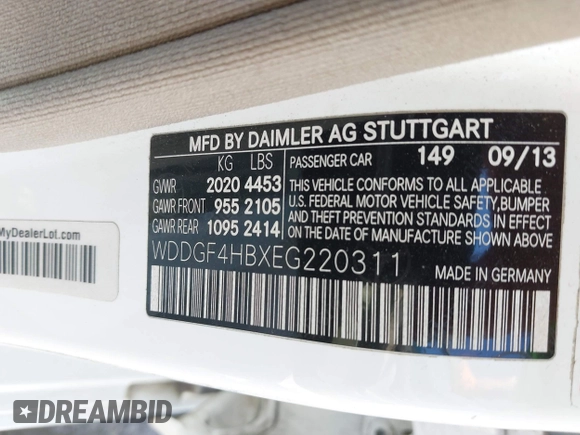 MFD BY DAIMLER AG STUTTGART
KG LBS PASSENGER CAR 149 09/13
GVWR 2020 4453 THIS VEHICLE CONFORMS TO ALL APPLICABLE
GAWR FRONT 955 2105 U.S. FEDERAL MOTOR VEHICLE SAFETY,BUMPER
GAWR REAR 1095 2414 AND THEFT PREVENTION STANDARDS IN EFFECT
ON THE DATE OF MANUFACTURE SHOWN ABOVE.
WDDGF4HBXEG220311
MADE IN GERMANY
MyDealerLot.com
DREAMBID